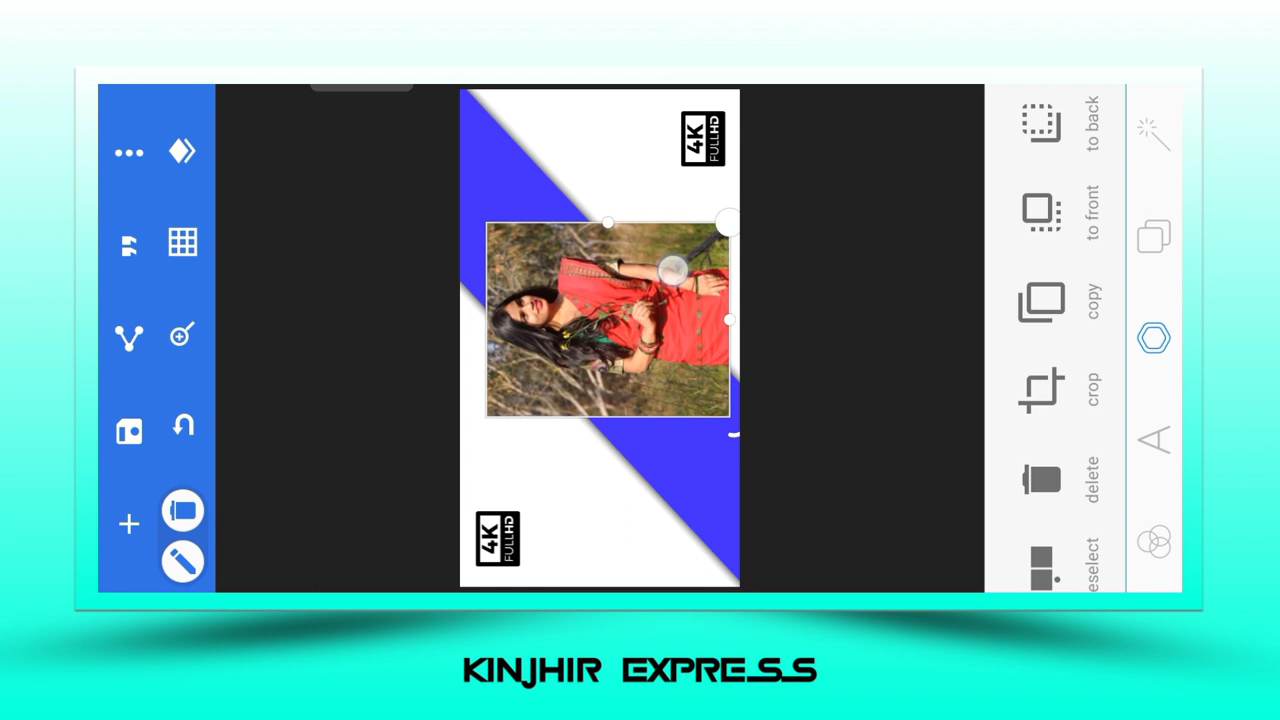 4K
FULLHD
4K
FULLHD
to back
to front
copy
crop
delete
eselect
KINJHIR EXPRESS